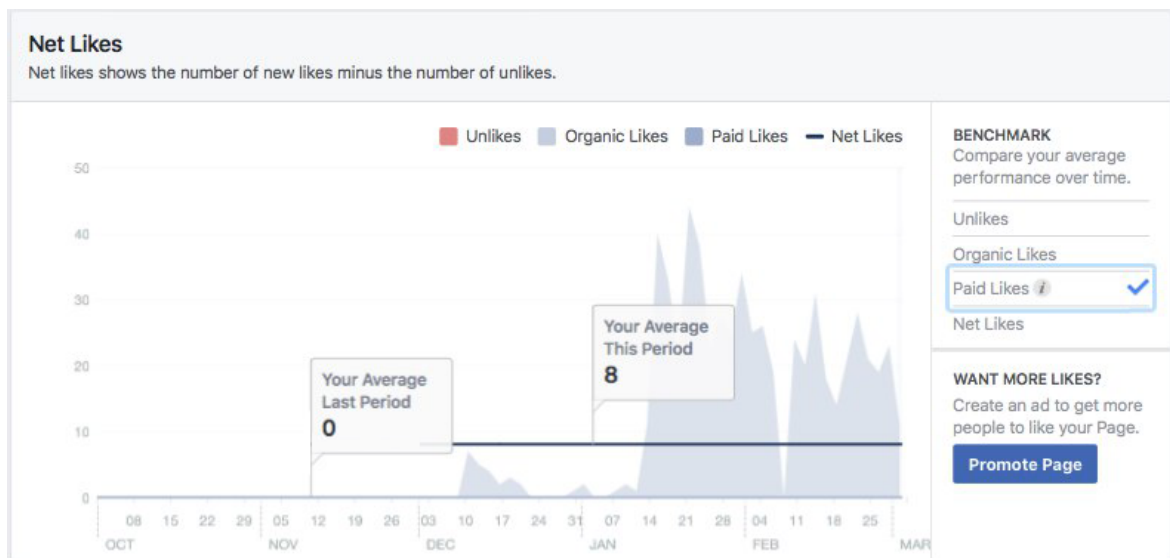 Net Likes
Net likes shows the number of new likes minus the number of unlikes.
Unlikes Organic Likes Paid Likes Net Likes
50
40
30
20
10
0
Your Average
Last Period
0
Your Average
This Period
8
08 15 22 29 05 12 19 26 03 10 17 24 31 07 14 21 28 04 11 18 25
OCT NOV DEC JAN FEB MAR
BENCHMARK
Compare your average
performance over time.
Unlikes
Organic Likes
Paid Likes i
Net Likes
WANT MORE LIKES?
Create an ad to get more
people to like your Page.
Promote Page